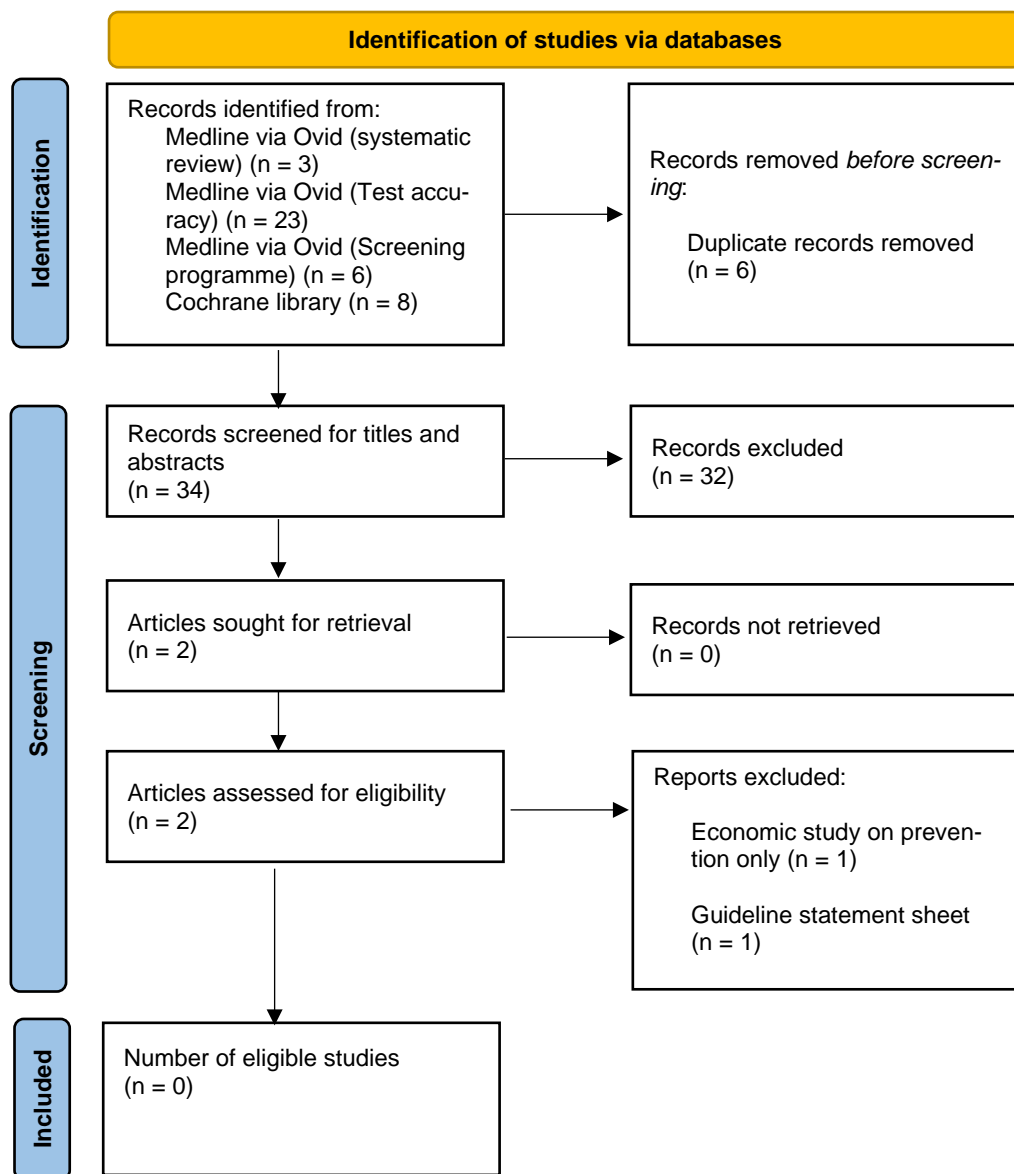 Identification of studies via databases
Identification
Records identified from:
Medline via Ovid (systematic
review) (n = 3)
Medline via Ovid (Test accu-
racy) (n = 23)
Medline via Ovid (Screening
programme) (n = 6)
Cochrane library (n = 8)
Records removed before screen-
ing:
Duplicate records removed
(n = 6)
Screening
Records screened for titles and
abstracts
(n = 34)
Records excluded
(n = 32)
Articles sought for retrieval
(n = 2)
Records not retrieved
(n = 0)
Articles assessed for eligibility
(n = 2)
Reports excluded:
Economic study on preven-
tion only (n = 1)
Guideline statement sheet
(n = 1)
Included
Number of eligible studies
(n = 0)